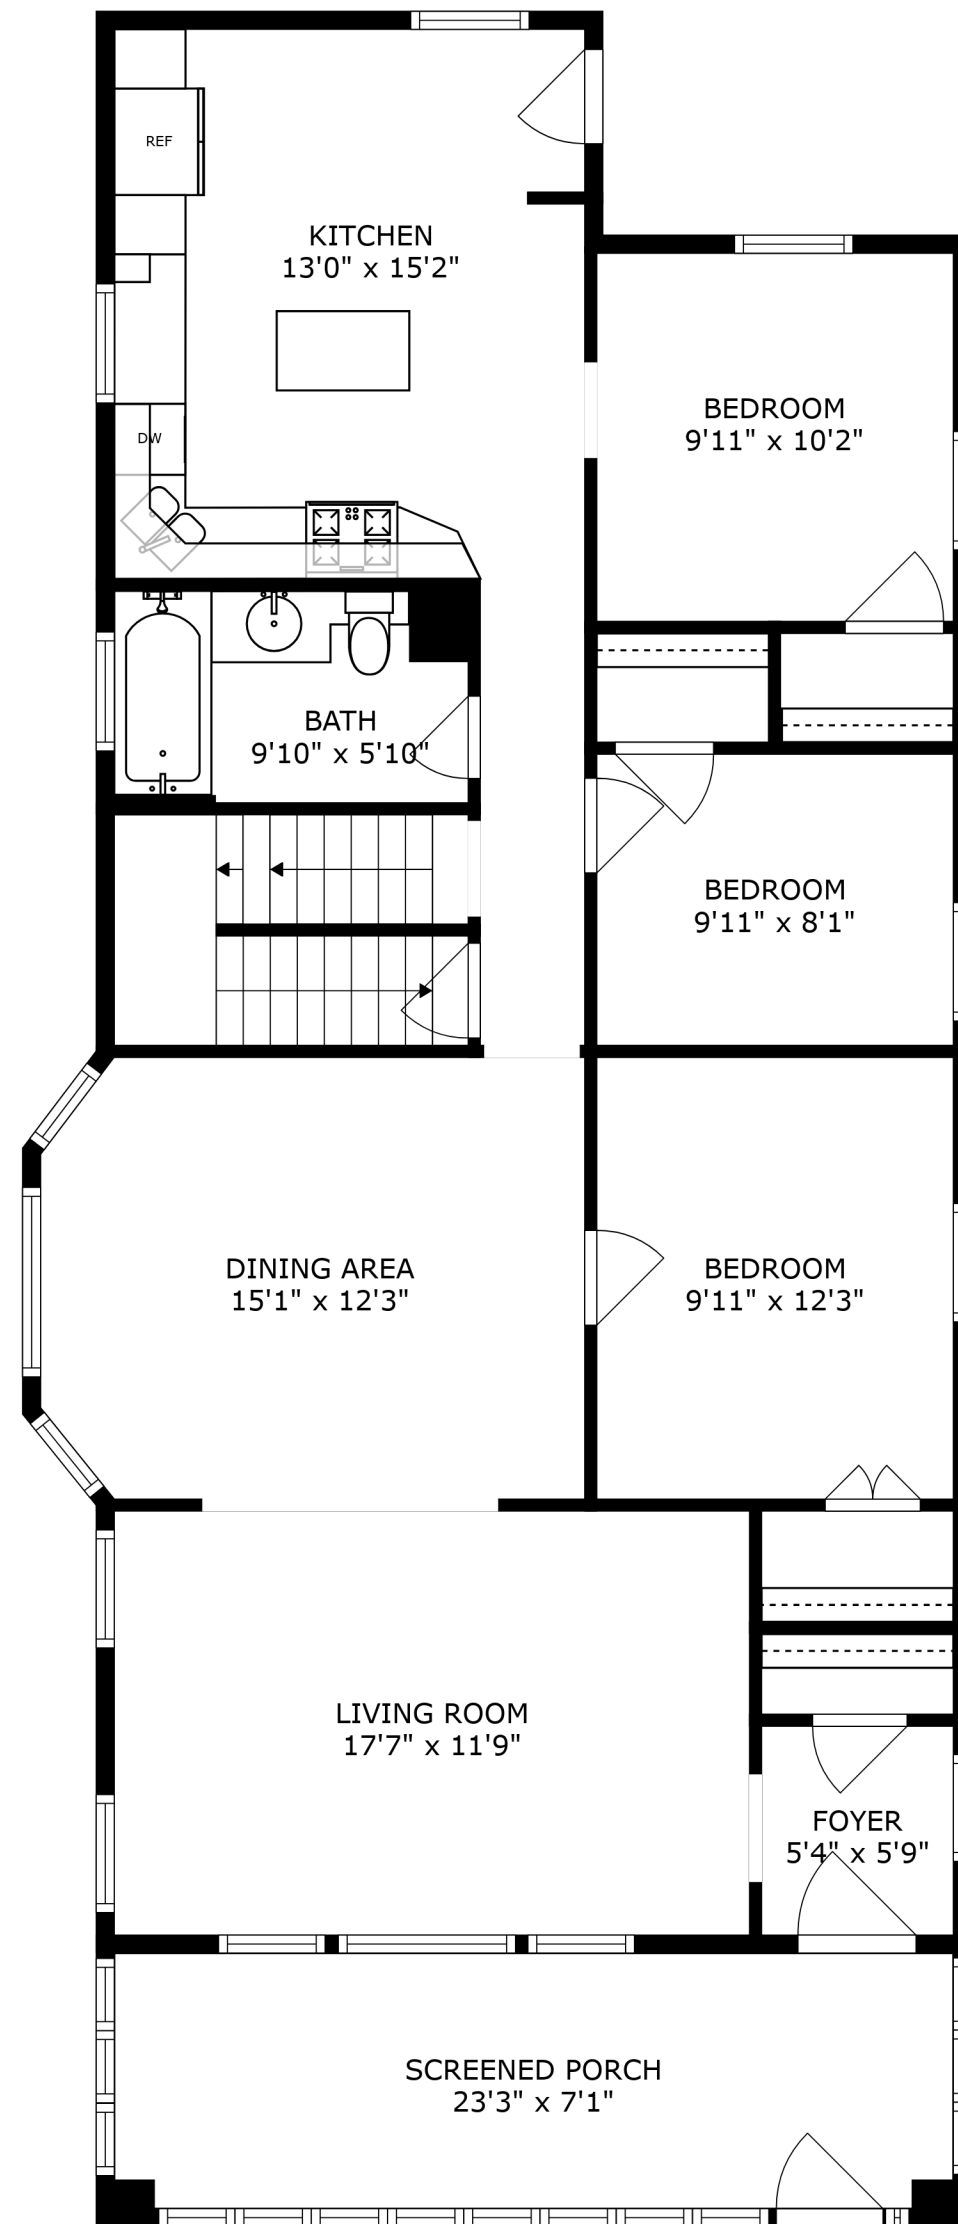 REF
KITCHEN
13'0" x 15'2"
BEDROOM
9'11" x 10'2"
DW
BATH
9'10" x 5'10"
BEDROOM
9'11" x 8'1"
DINING AREA
15'1" x 12'3"
BEDROOM
9'11" x 12'3"
LIVING ROOM
17'7" x 11'9"
FOYER
5'4" x 5'9"
SCREENED PORCH
23'3" x 7'1"